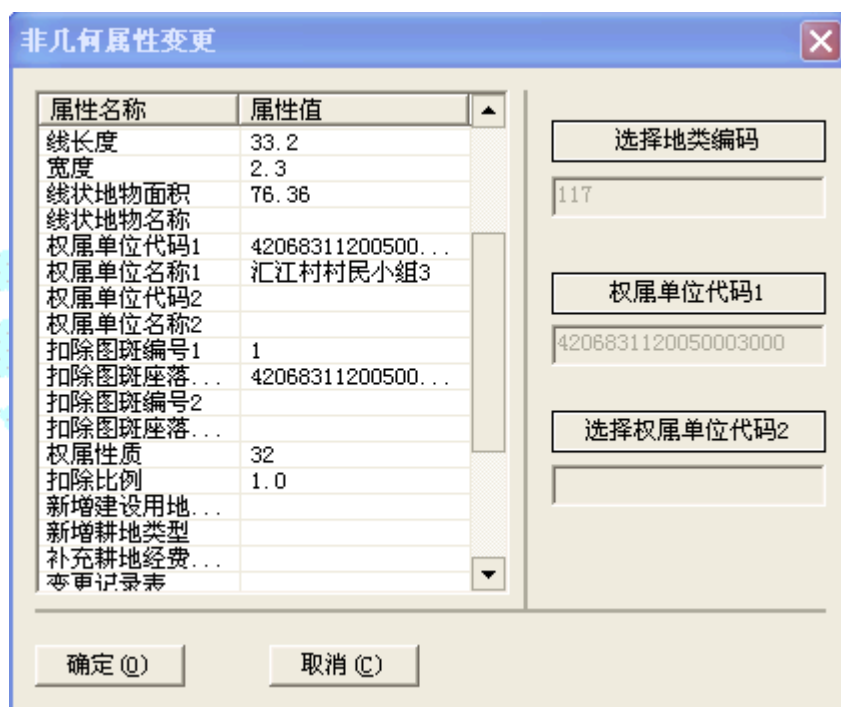 非几何属性变更
属性名称 属性值
线长度 33.2
宽度 2.3
线状地物面积 76.36
线状地物名称
权属单位代码1 42068311200500...
权属单位名称1 汇江村村民小组3
权属单位代码2
权属单位名称2
扣除图斑编号1 1
扣除图斑座落... 42068311200500...
扣除图斑编号2
扣除图斑座落...
权属性质 32
扣除比例 1.0
新增建设用地...
新增耕地类型
补充耕地经费...
变更记录表
选择地类编码
117
权属单位代码1
4206831120050003000
选择权属单位代码2
确定(O)
取消(C)